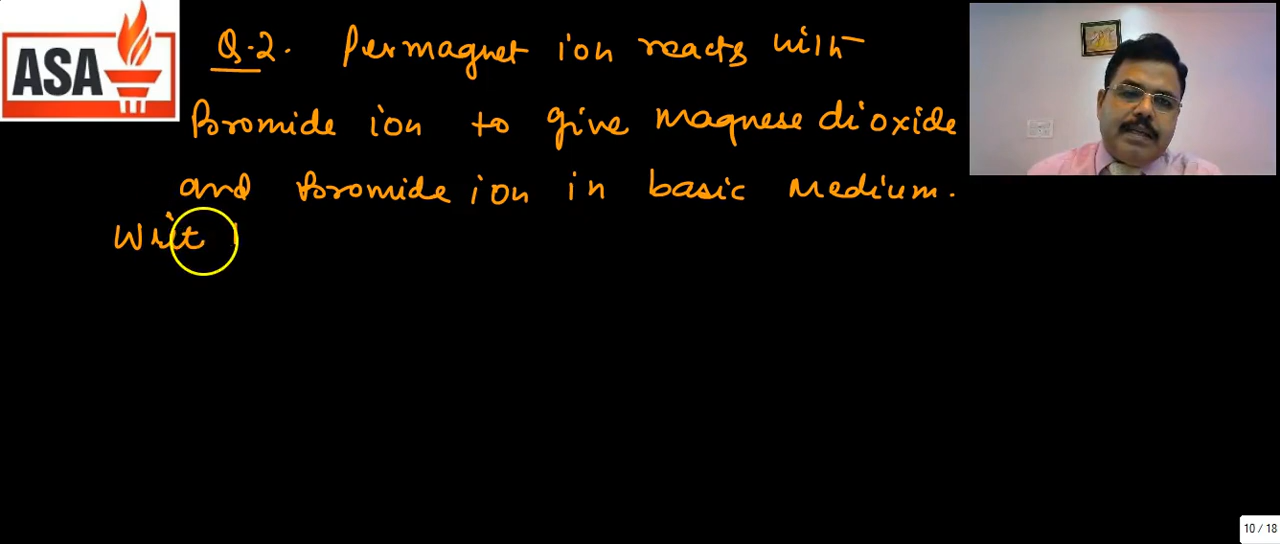 ASA
Q.2. Permagnet ion reacts with
Bromide ion to give magnese dioxide
and Bromide ion in basic medium.
Writ
10 / 18